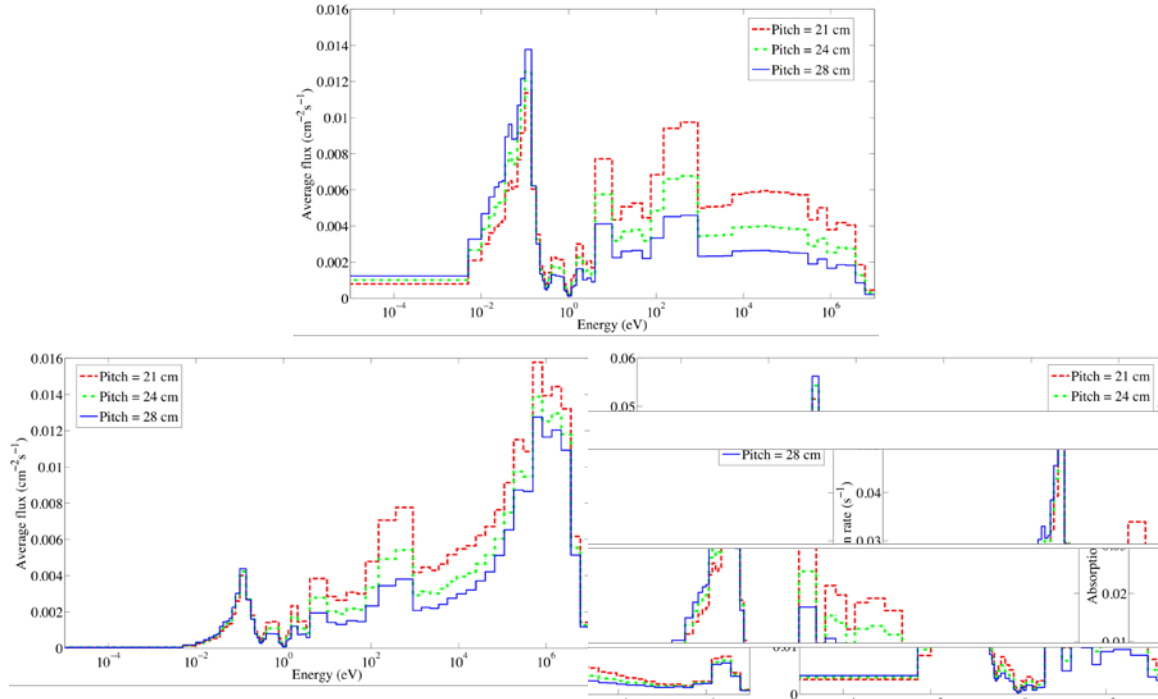 0.016
0.014
0.012
0.01
0.008
0.006
0.004
0.002
0
Average flux (cm⁻²s⁻¹)
Pitch = 21 cm
Pitch = 24 cm
Pitch = 28 cm
10⁻⁴ 10⁻² 10⁰ 10² 10⁴ 10⁶
Energy (eV)
0.016
0.014
0.012
0.01
0.008
0.006
0.004
0.002
0
Average flux (cm⁻²s⁻¹)
Pitch = 21 cm
Pitch = 24 cm
Pitch = 28 cm
10⁻⁴ 10⁻² 10⁰ 10² 10⁴ 10⁶
Energy (eV)
0.06
0.05
Pitch = 21 cm
Pitch = 24 cm
Pitch = 28 cm
n rate (s⁻¹)
0.04
0.03
Absorptio
0.02
0.01
0